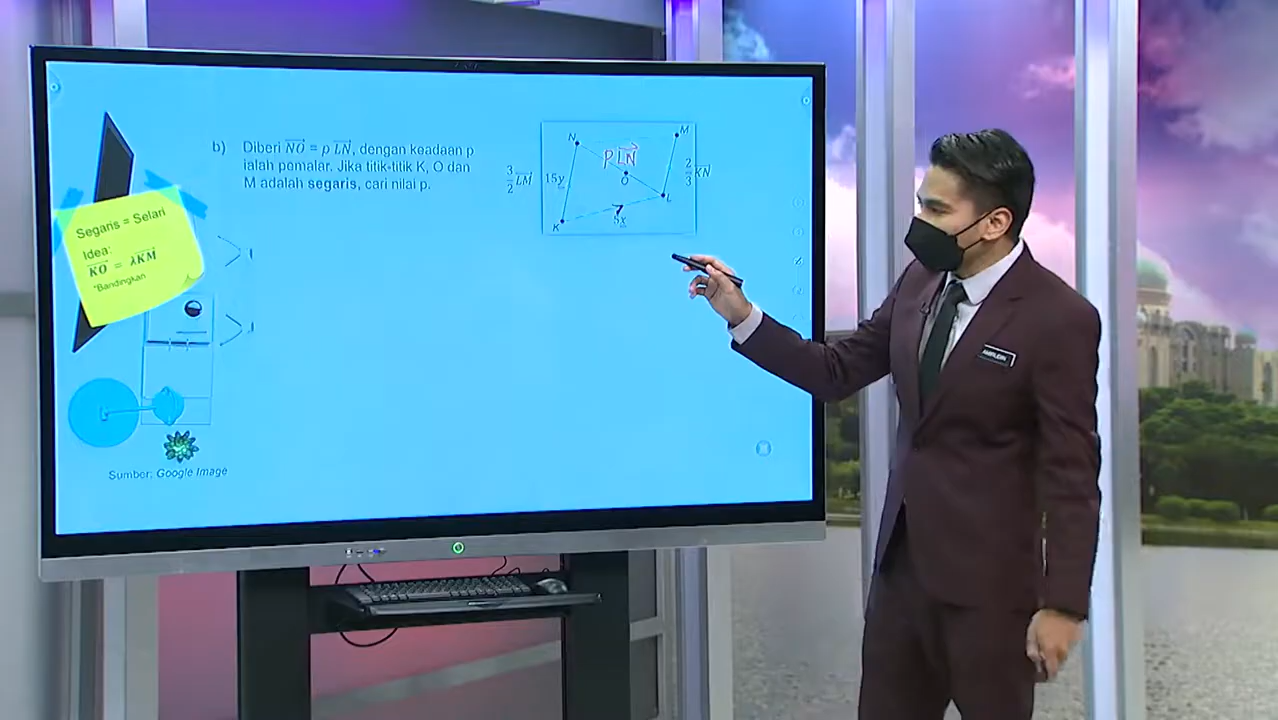 b) Diberi NO = p LN, dengan keadaan p
ialah pemalar. Jika titik-titik K, O dan
M adalah segaris, cari nilai p.
N
M
p LN
3/2 LM
15y
O
2/3 KN
L
K
5x
Segaris = Selari
Idea:
KO = λKM
*Bandingkan
Sumber: Google Image